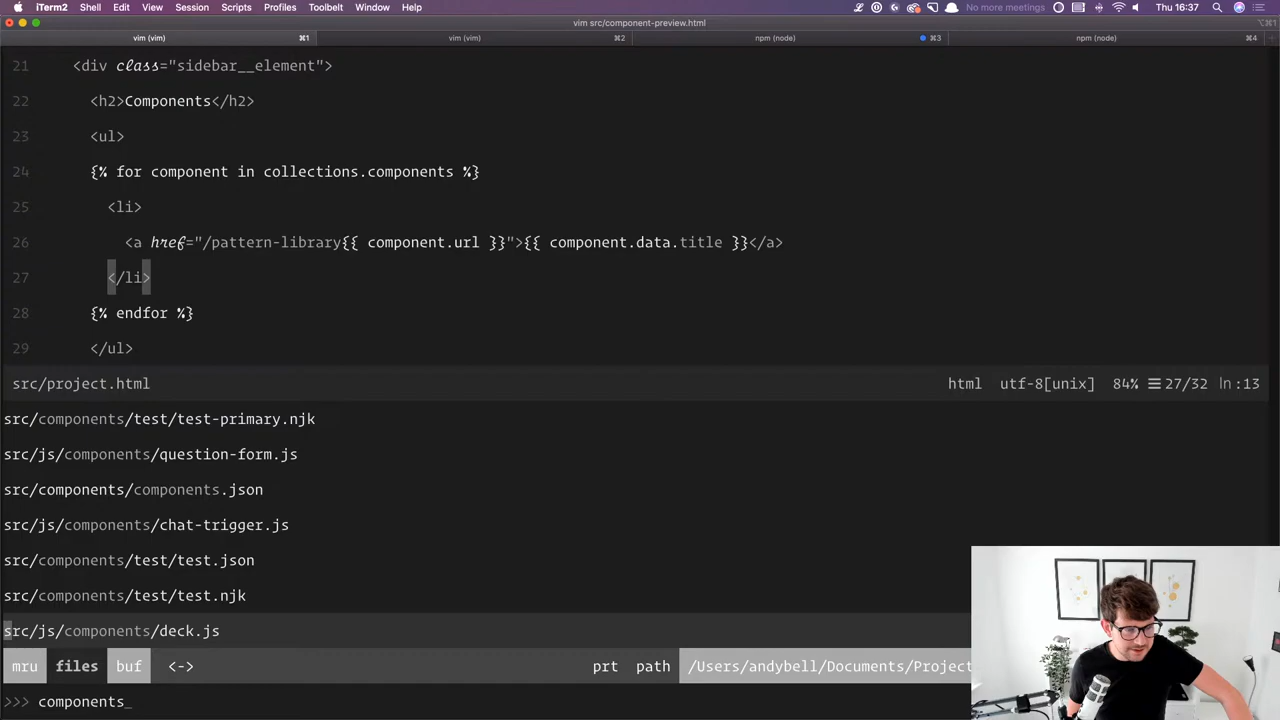 iTerm2 Shell Edit View Session Scripts Profiles Toolbelt Window Help No more meetings Thu 16:37
vim src/component-preview.html ⌥⌘1
vim (vim) ⌘1 vim (vim) ⌘2 npm (node) ⌘3 npm (node) ⌘4
21 <div class="sidebar__element">
22 <h2>Components</h2>
23 <ul>
24 {% for component in collections.components %}
25 <li>
26 <a href="/pattern-library{{ component.url }}">{{ component.data.title }}</a>
27 </li>
28 {% endfor %}
29 </ul>
src/project.html html utf-8[unix] 84% ☰ 27/32 ㏑:13
src/components/test/test-primary.njk
src/js/components/question-form.js
src/components/components.json
src/js/components/chat-trigger.js
src/components/test/test.json
src/components/test/test.njk
src/js/components/deck.js
mru files buf <-> prt path /Users/andybell/Documents/Project
>>> components_